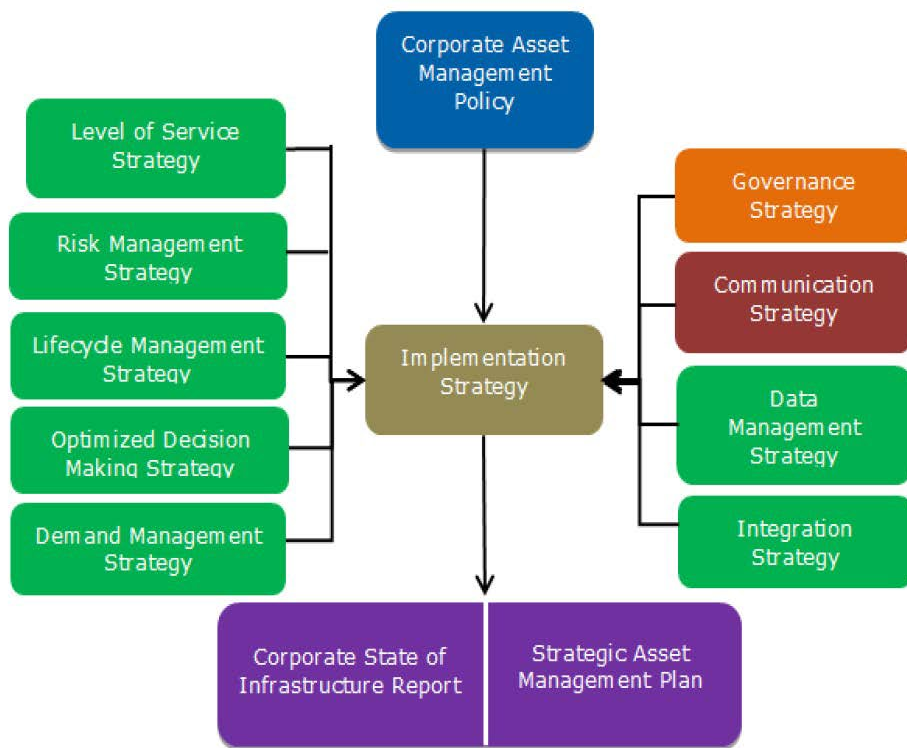 Corporate Asset
Management
Policy
Level of Service
Strategy
Risk Management
Strategy
Lifecycle Management
Strategy
Optimized Decision
Making Strategy
Demand Management
Strategy
Implementation
Strategy
Governance
Strategy
Communication
Strategy
Data
Management
Strategy
Integration
Strategy
Corporate State of
Infrastructure Report
Strategic Asset
Management Plan